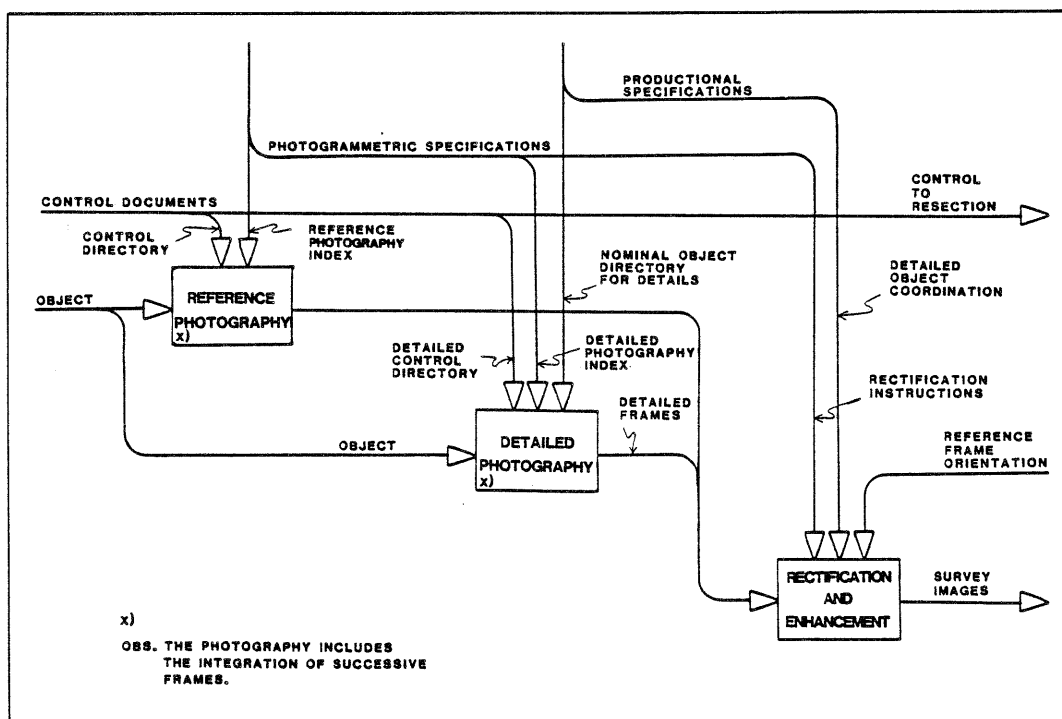 PRODUCTIONAL
SPECIFICATIONS
PHOTOGRAMMETRIC SPECIFICATIONS
CONTROL DOCUMENTS
CONTROL
TO
RESECTION
CONTROL
DIRECTORY
REFERENCE
PHOTOGRAPHY
INDEX
NOMINAL OBJECT
DIRECTORY
FOR DETAILS
DETAILED
OBJECT
COORDINATION
OBJECT
REFERENCE
PHOTOGRAPHY
x)
DETAILED
CONTROL
DIRECTORY
DETAILED
PHOTOGRAPHY
INDEX
RECTIFICATION
INSTRUCTIONS
DETAILED
FRAMES
OBJECT
DETAILED
PHOTOGRAPHY
x)
REFERENCE
FRAME
ORIENTATION
RECTIFICATION
AND
ENHANCEMENT
SURVEY
IMAGES
x)
OBS. THE PHOTOGRAPHY INCLUDES
THE INTEGRATION OF SUCCESSIVE
FRAMES.